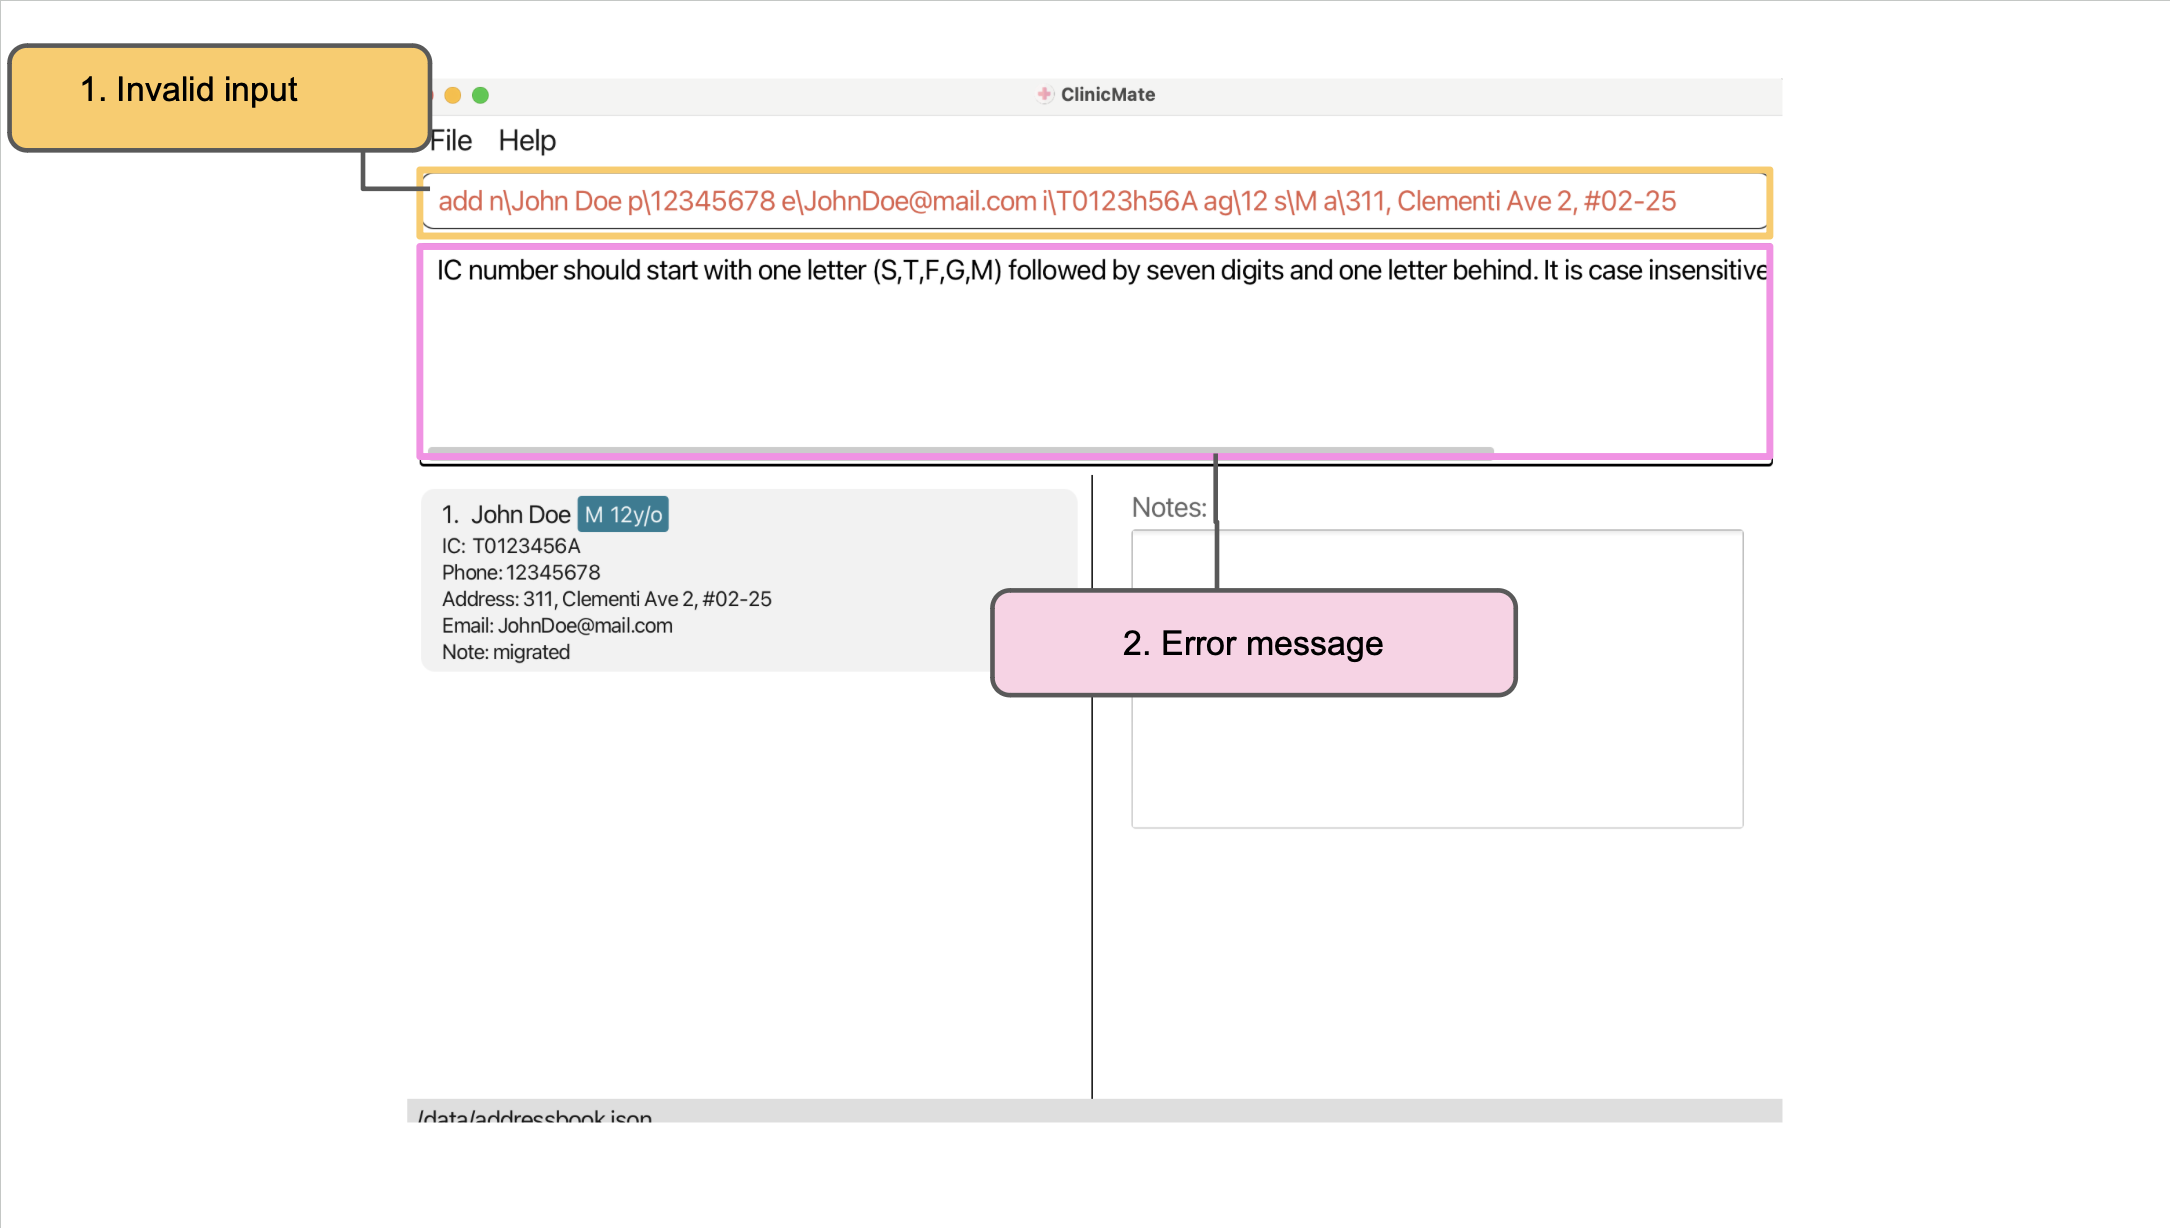 1. Invalid input
ClinicMate
File Help
add n\John Doe p\12345678 e\JohnDoe@mail.com i\T0123h56A ag\12 s\M a\311, Clementi Ave 2, #02-25
IC number should start with one letter (S,T,F,G,M) followed by seven digits and one letter behind. It is case insensitive
1. John Doe M 12y/o
IC: T0123456A
Phone: 12345678
Address: 311, Clementi Ave 2, #02-25
Email: JohnDoe@mail.com
Note: migrated
Notes:
2. Error message
/data/addressbook.json